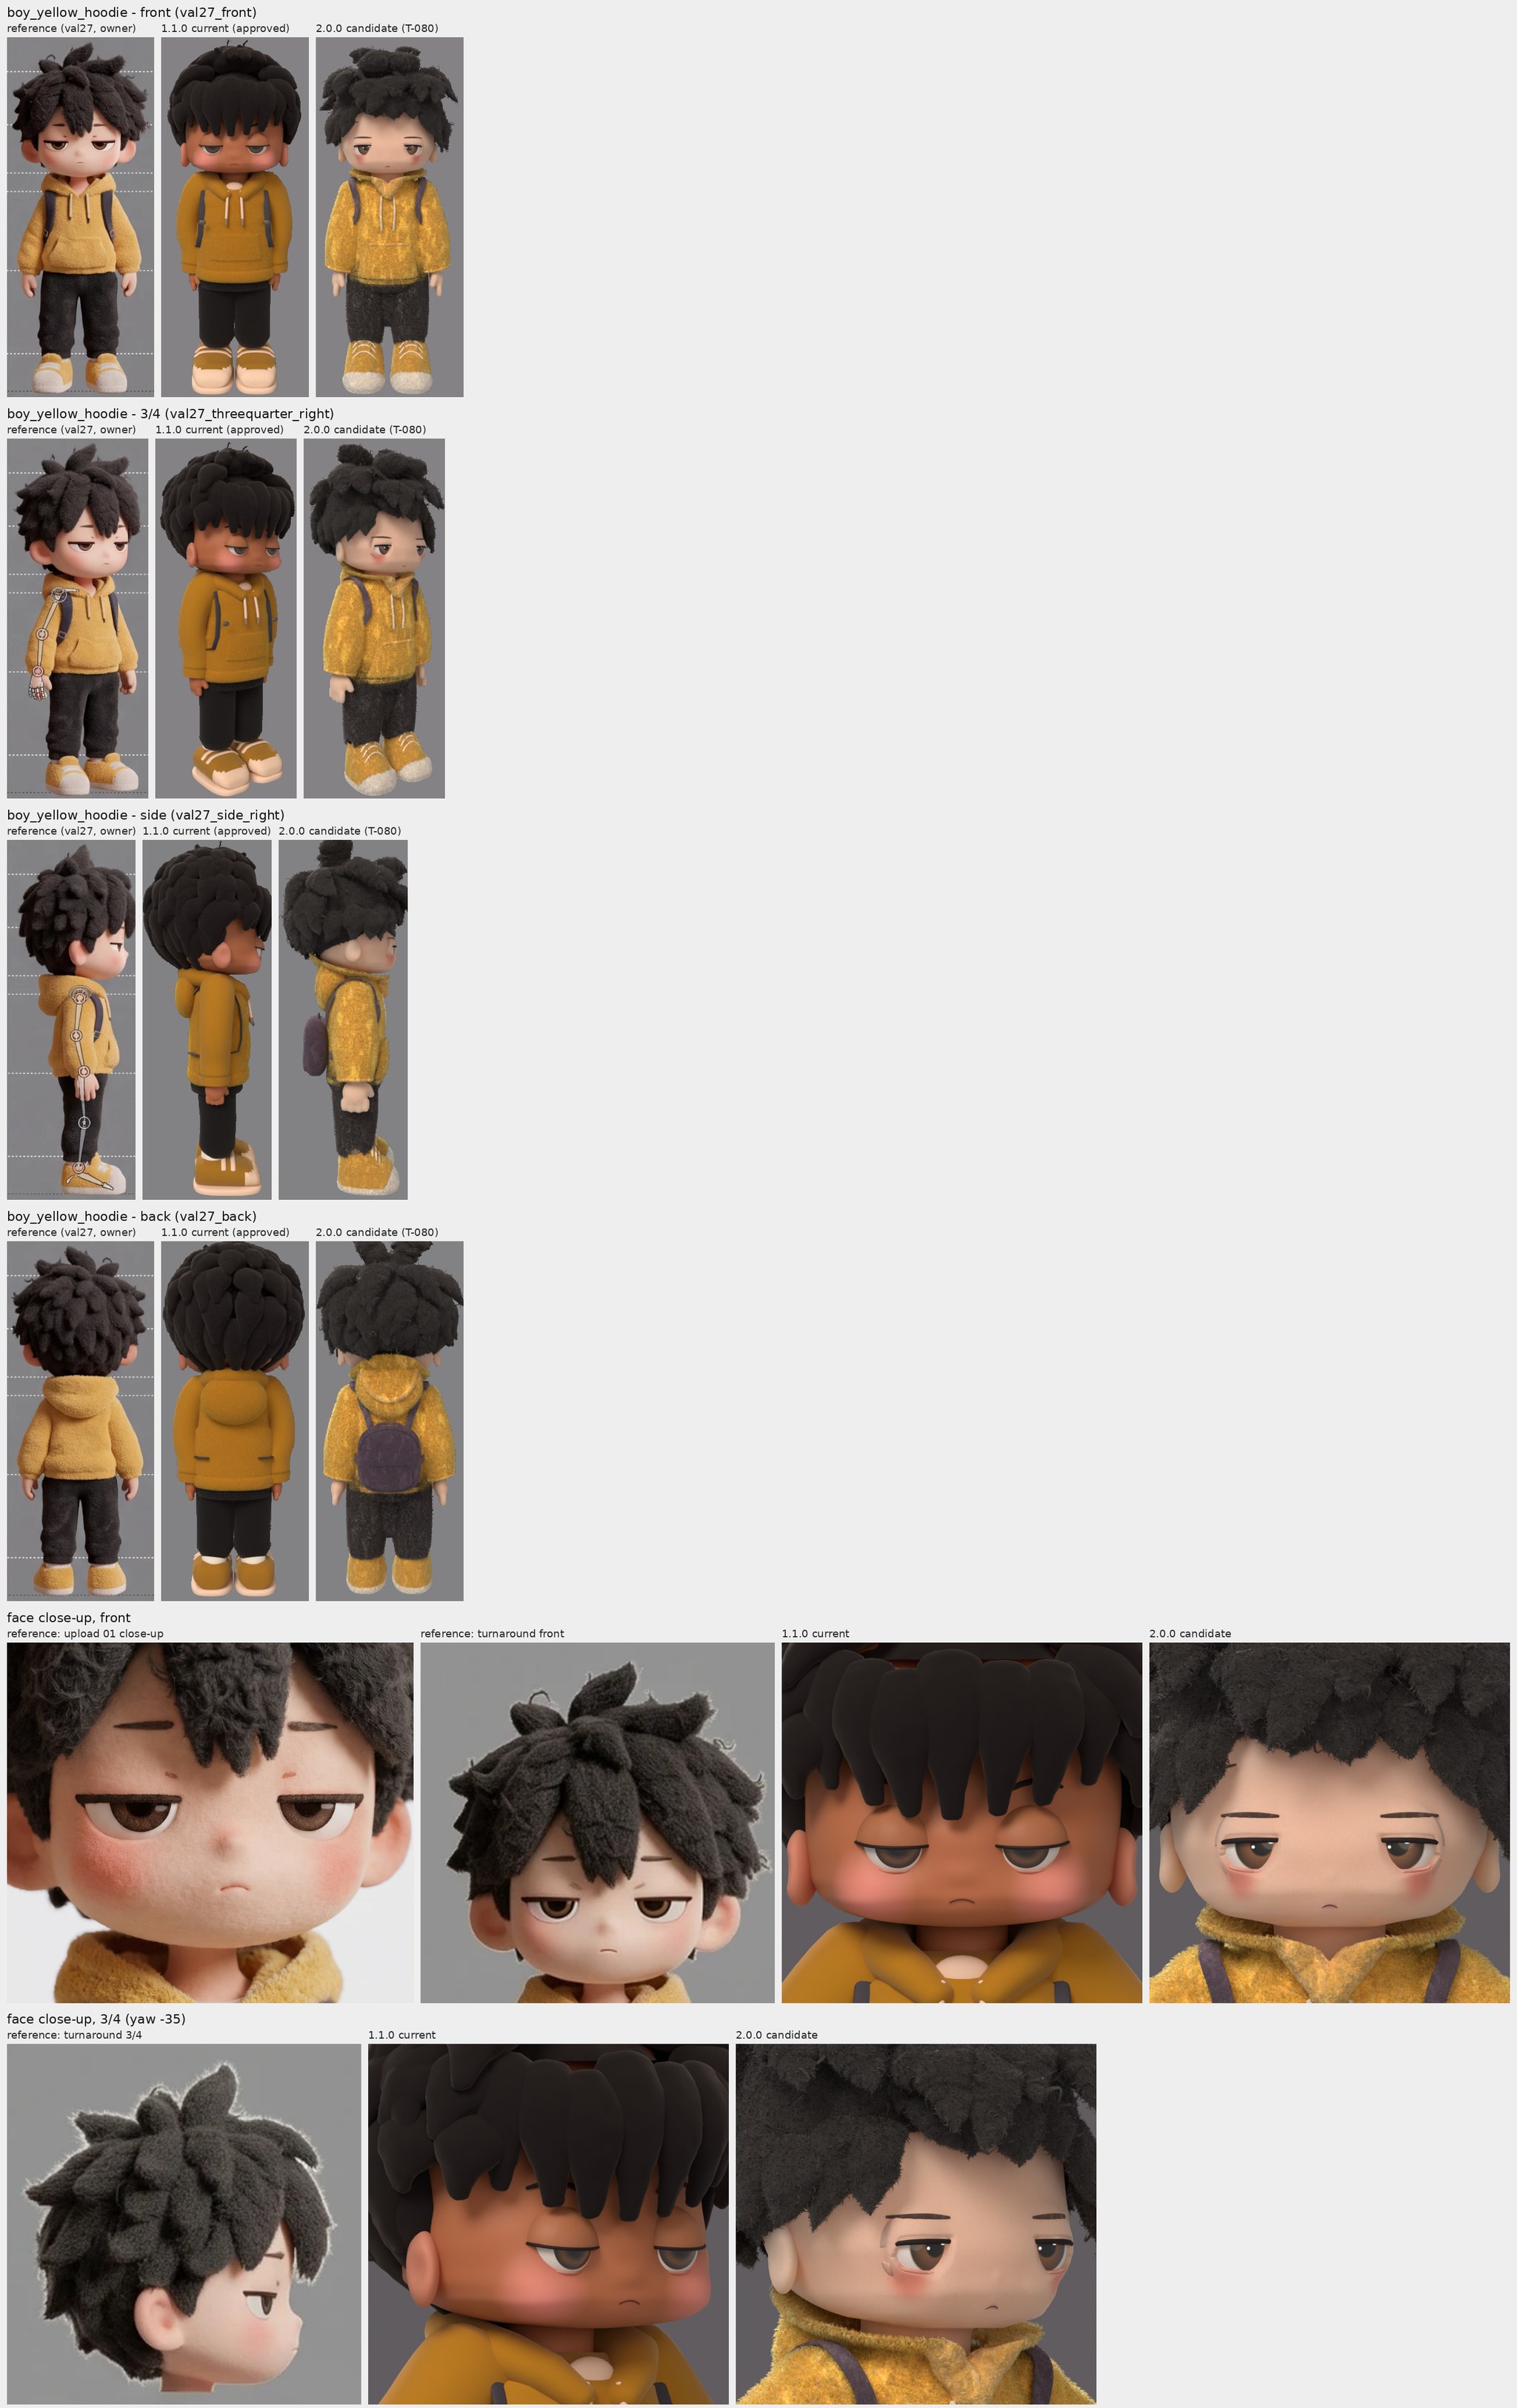 boy_yellow_hoodie - front (val27_front)
reference (val27, owner) 1.1.0 current (approved) 2.0.0 candidate (T-080)
boy_yellow_hoodie - 3/4 (val27_threequarter_right)
reference (val27, owner) 1.1.0 current (approved) 2.0.0 candidate (T-080)
boy_yellow_hoodie - side (val27_side_right)
reference (val27, owner) 1.1.0 current (approved) 2.0.0 candidate (T-080)
boy_yellow_hoodie - back (val27_back)
reference (val27, owner) 1.1.0 current (approved) 2.0.0 candidate (T-080)
face close-up, front
reference: upload 01 close-up reference: turnaround front 1.1.0 current 2.0.0 candidate
face close-up, 3/4 (yaw -35)
reference: turnaround 3/4 1.1.0 current 2.0.0 candidate